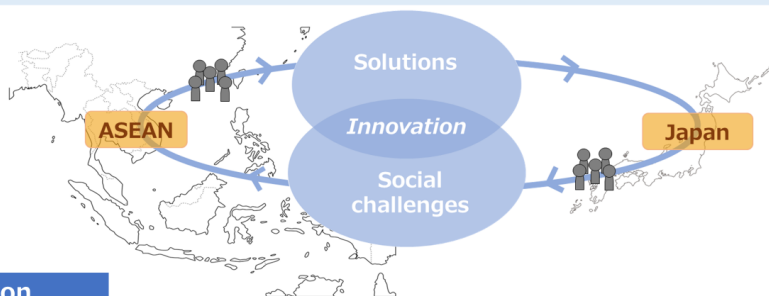 Solutions
ASEAN
Innovation
Japan
Social
challenges